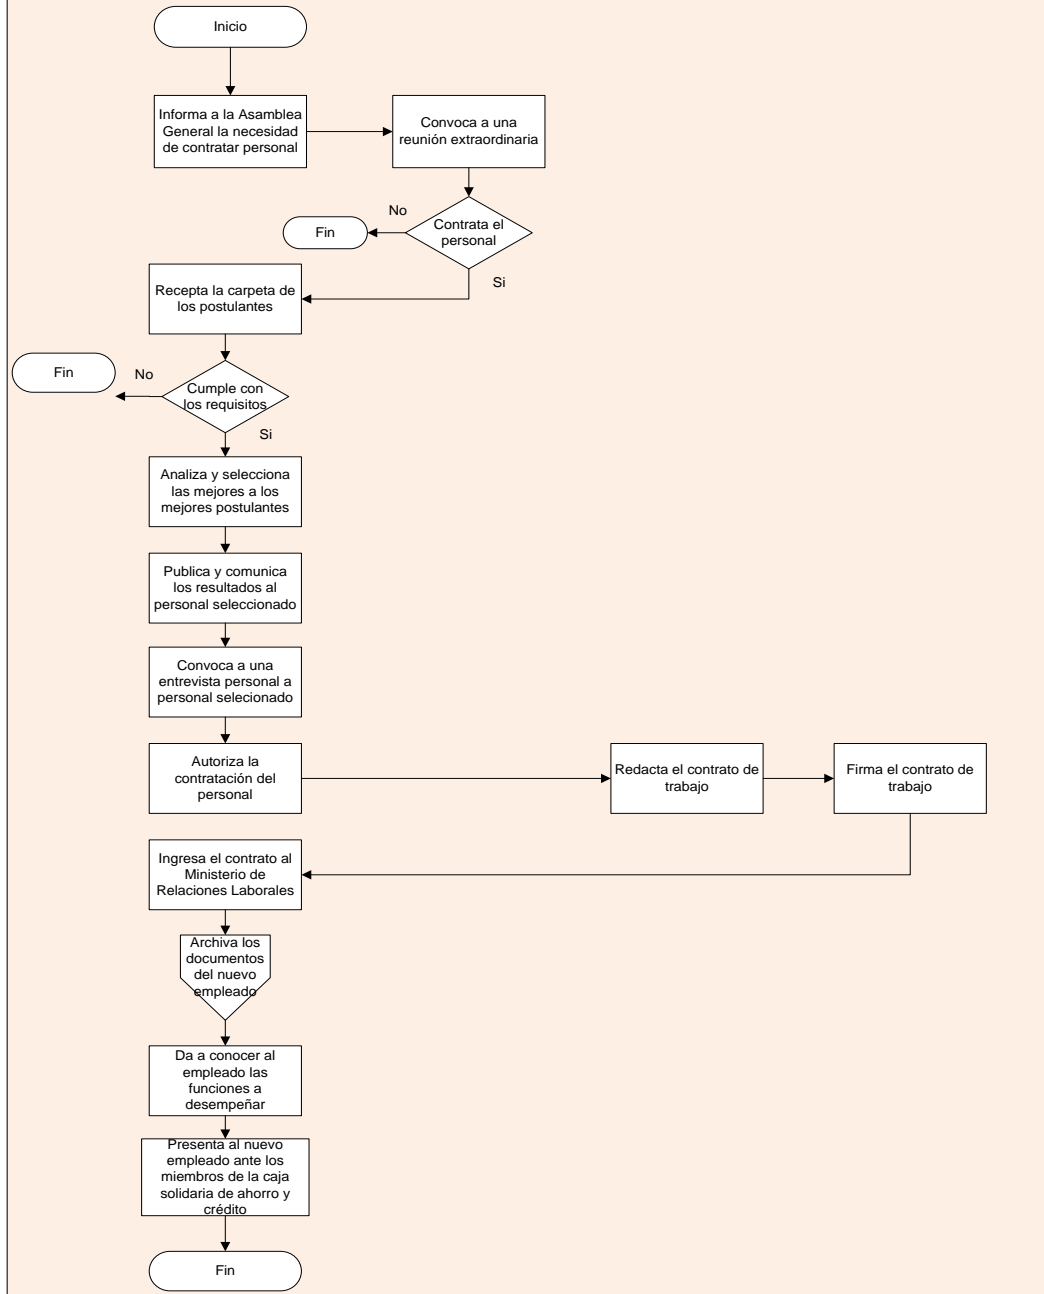 Inicio
Informa a la Asamblea
General la necesidad
de contratar personal
Convoca a una
reunión extraordinaria
Contrata el
personal
No
Fin
Si
Recepta la carpeta de
los postulantes
Cumple con
los requisitos
No
Fin
Si
Analiza y selecciona
las mejores a los
mejores postulantes
Publica y comunica
los resultados al
personal seleccionado
Convoca a una
entrevista personal a
personal selecionado
Autoriza la
contratación del
personal
Redacta el contrato de
trabajo
Firma el contrato de
trabajo
Ingresa el contrato al
Ministerio de
Relaciones Laborales
Archiva los
documentos
del nuevo
empleado
Da a conocer al
empleado las
funciones a
desempeñar
Presenta al nuevo
empleado ante los
miembros de la caja
solidaria de ahorro y
crédito
Fin